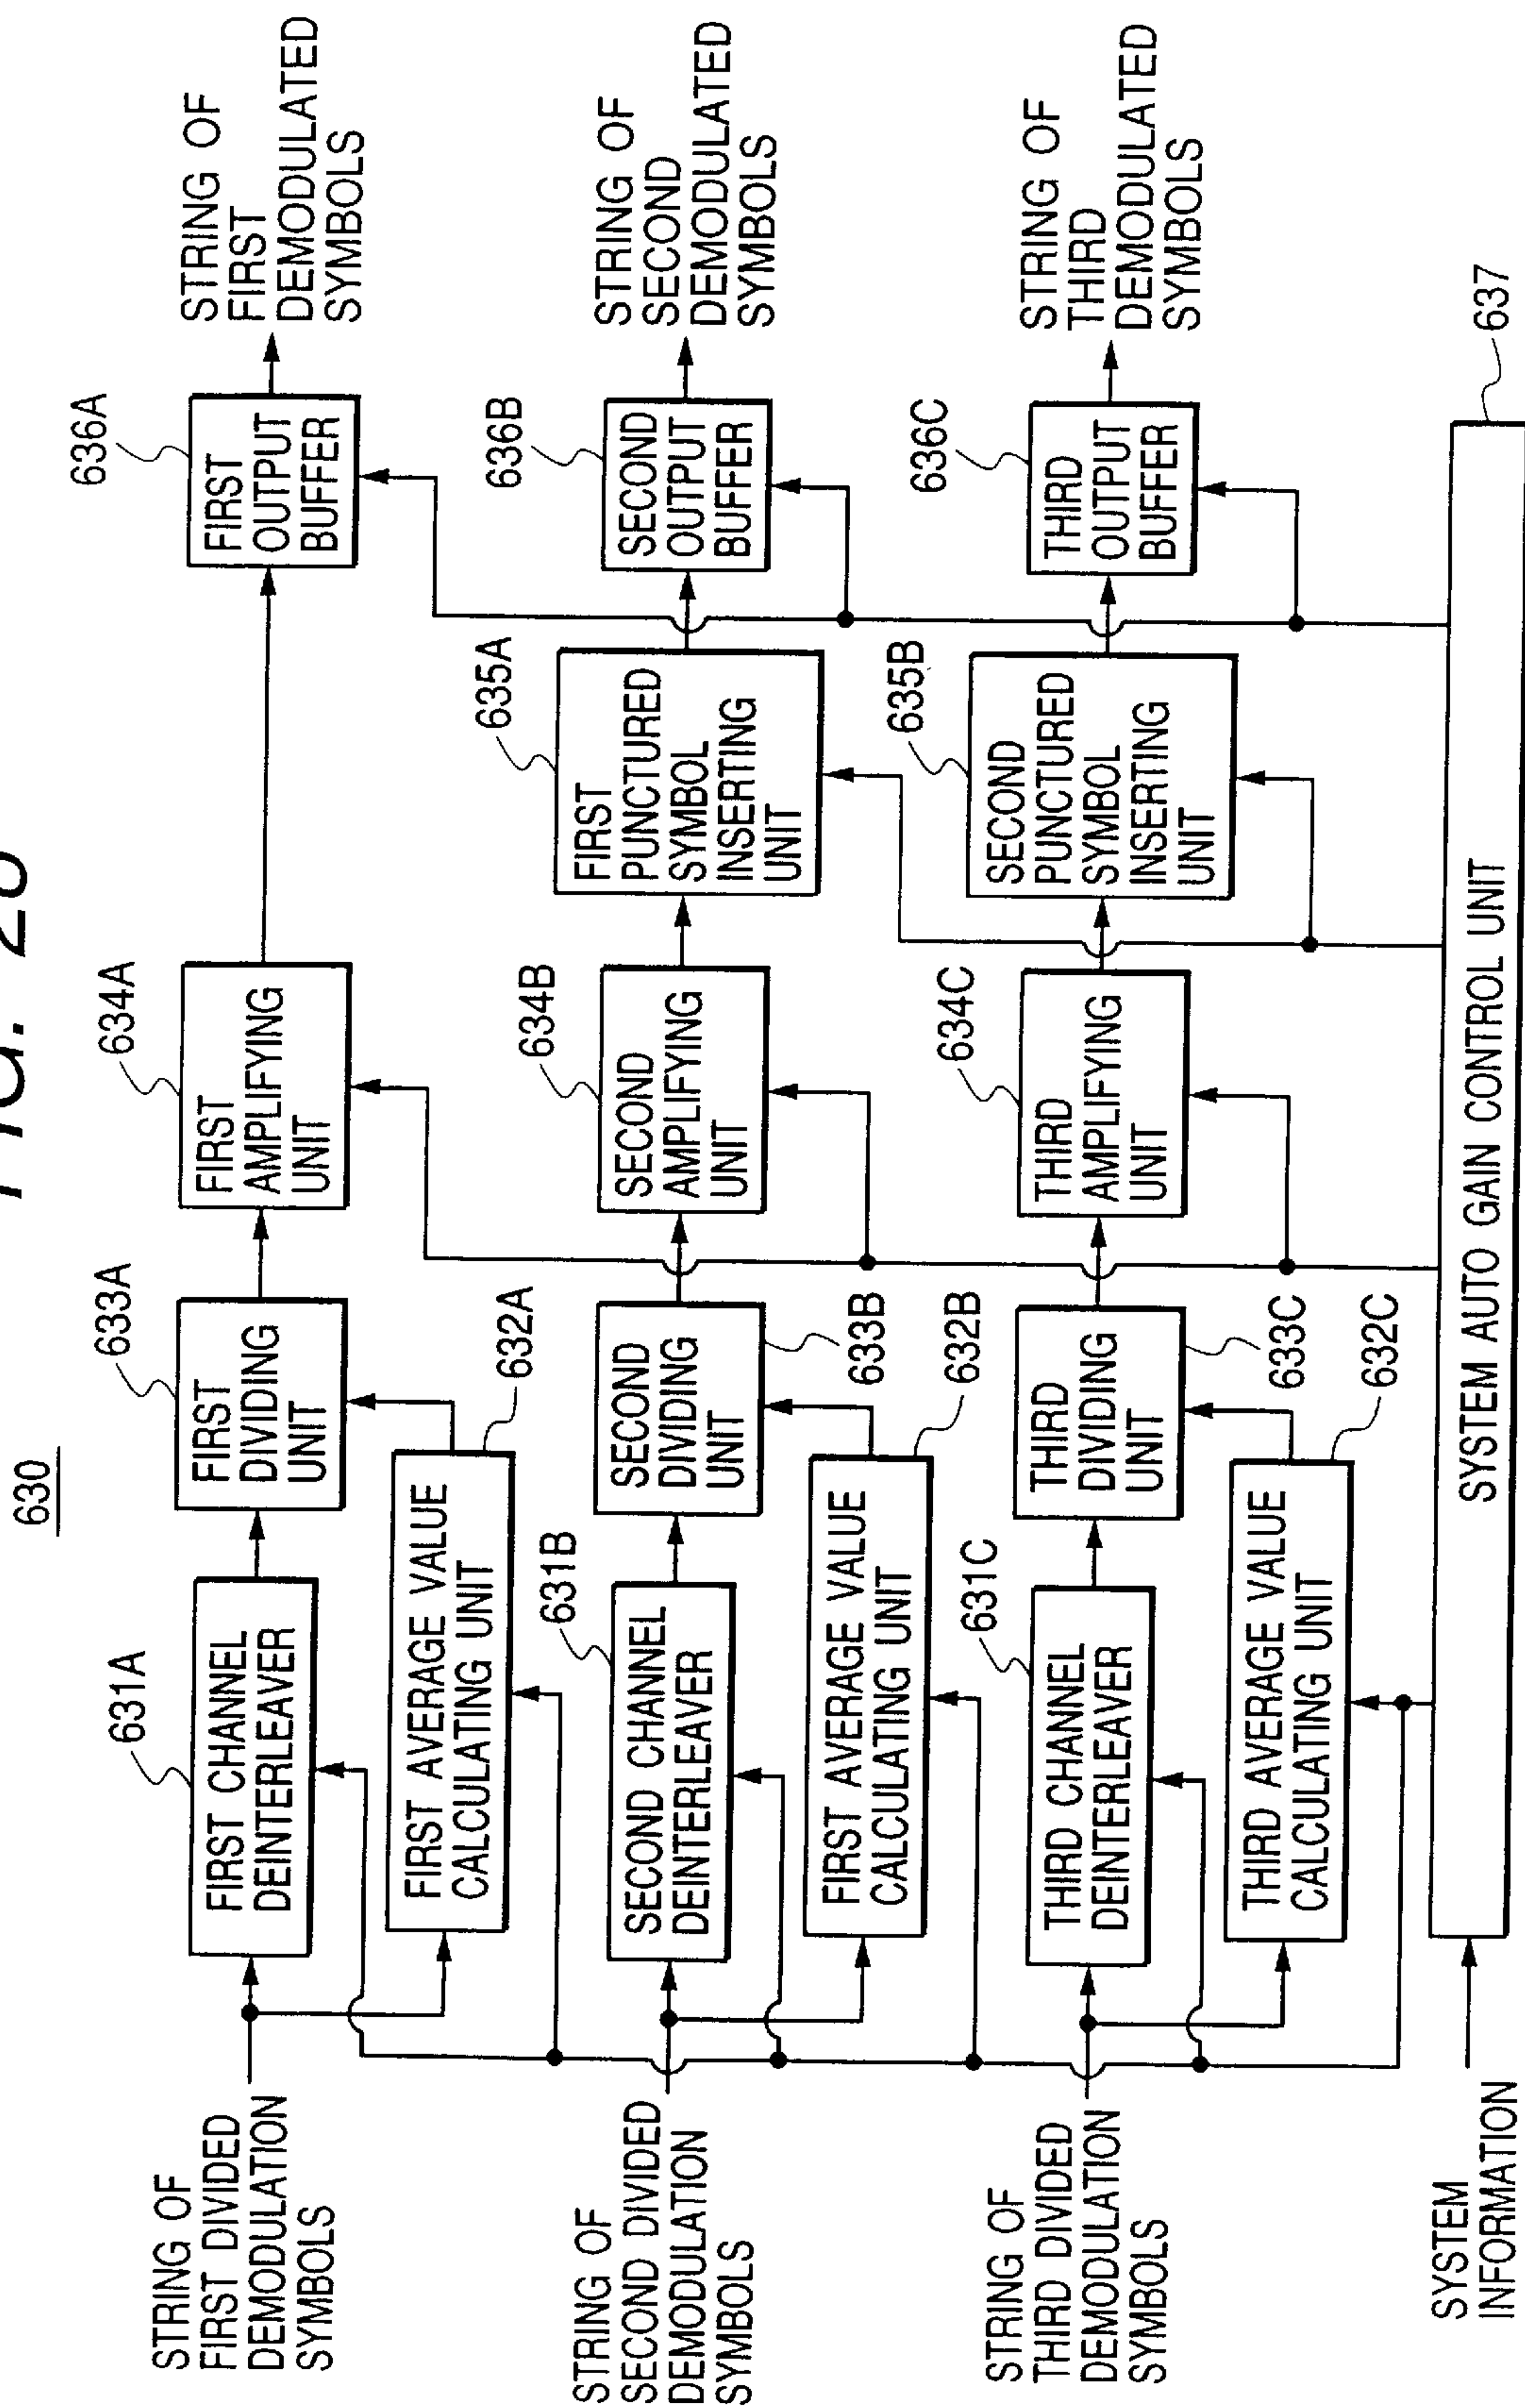 FIG. 28
630
STRING OF
FIRST DIVIDED
DEMODULATION
SYMBOLS
631A
FIRST CHANNEL
DEINTERLEAVER
FIRST AVERAGE VALUE
CALCULATING UNIT
632A
633A
FIRST
DIVIDING
UNIT
634A
FIRST
AMPLIFYING
UNIT
636A
FIRST
OUTPUT
BUFFER
STRING OF
FIRST
DEMODULATED
SYMBOLS
STRING OF
SECOND DIVIDED
DEMODULATION
SYMBOLS
631B
SECOND CHANNEL
DEINTERLEAVER
FIRST AVERAGE VALUE
CALCULATING UNIT
632B
SECOND
DIVIDING
UNIT
633B
634B
SECOND
AMPLIFYING
UNIT
635A
FIRST
PUNCTURED
SYMBOL
INSERTING
UNIT
636B
SECOND
OUTPUT
BUFFER
STRING OF
SECOND
DEMODULATED
SYMBOLS
STRING OF
THIRD DIVIDED
DEMODULATION
SYMBOLS
631C
THIRD CHANNEL
DEINTERLEAVER
THIRD AVERAGE VALUE
CALCULATING UNIT
632C
THIRD
DIVIDING
UNIT
633C
634C
THIRD
AMPLIFYING
UNIT
635B
SECOND
PUNCTURED
SYMBOL
INSERTING
UNIT
636C
THIRD
OUTPUT
BUFFER
STRING OF
THIRD
DEMODULATED
SYMBOLS
SYSTEM
INFORMATION
SYSTEM AUTO GAIN CONTROL UNIT
637